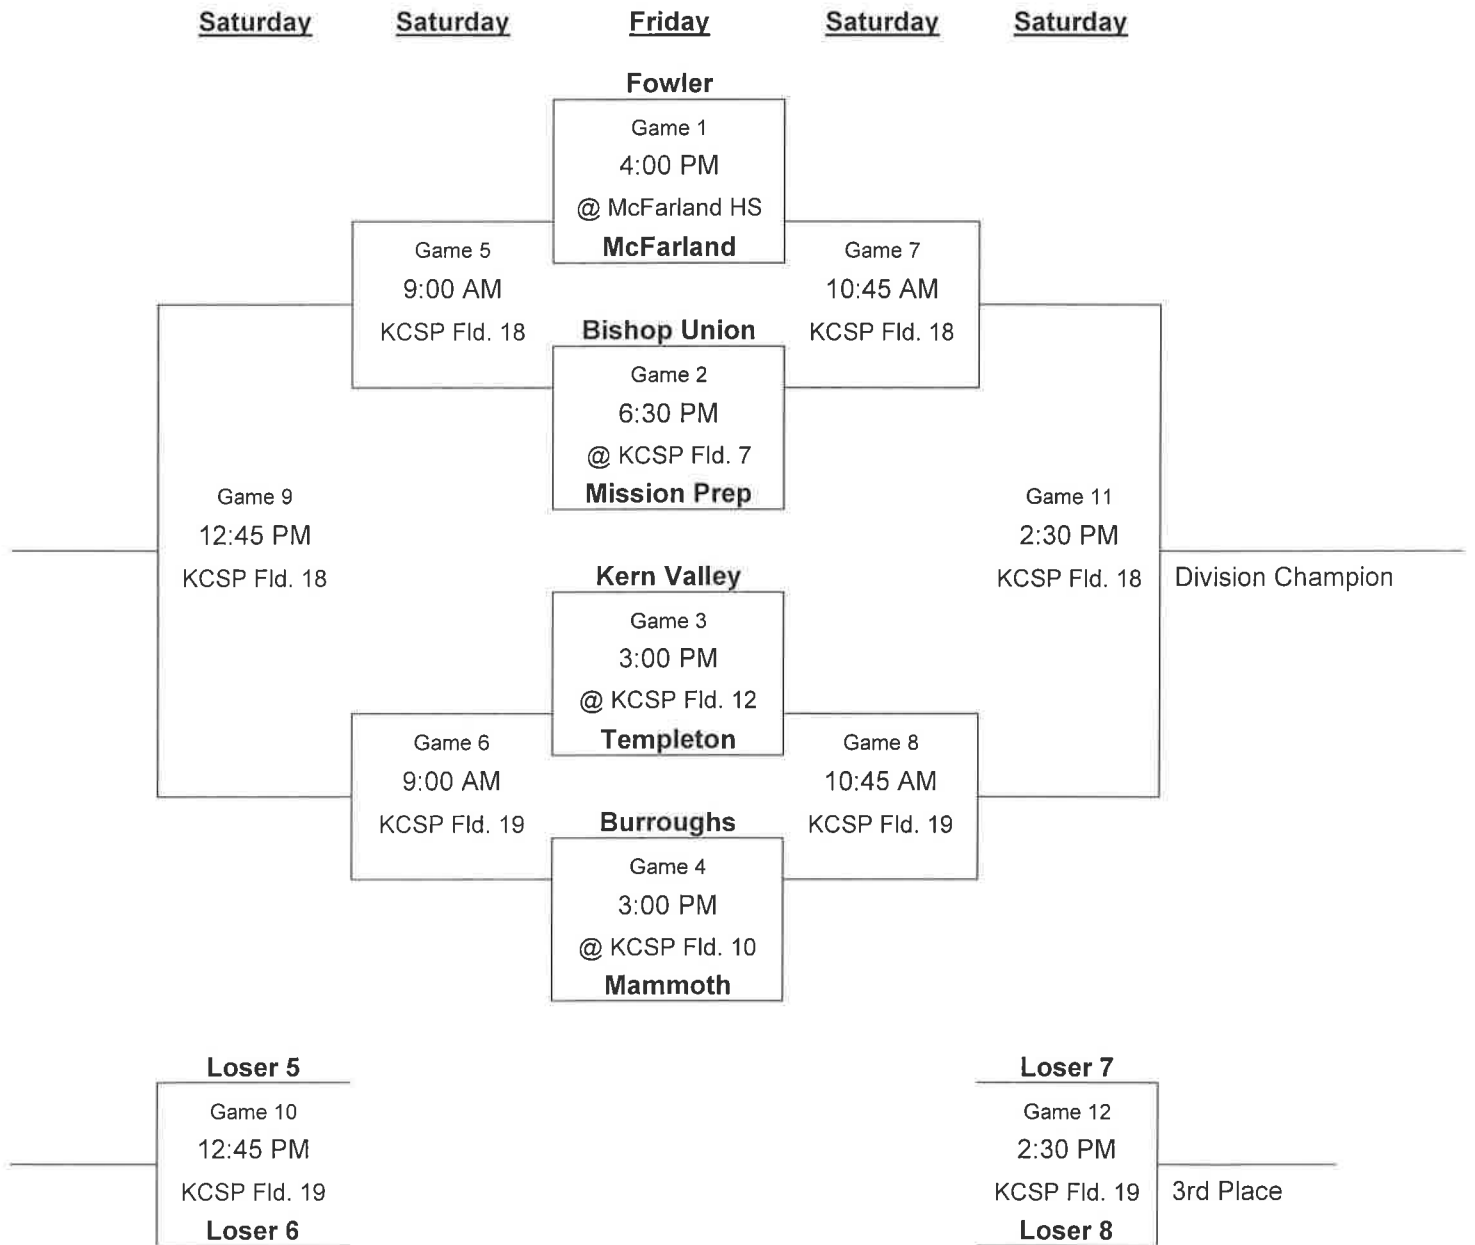 Saturday Saturday Friday Saturday Saturday
Fowler
Game 1
4:00 PM
@ McFarland HS
McFarland
Game 5
9:00 AM
KCSP Fld. 18
Game 7
10:45 AM
KCSP Fld. 18
Bishop Union
Game 2
6:30 PM
@ KCSP Fld. 7
Mission Prep
Game 9
12:45 PM
KCSP Fld. 18
Game 11
2:30 PM
KCSP Fld. 18
Division Champion
Kern Valley
Game 3
3:00 PM
@ KCSP Fld. 12
Templeton
Game 6
9:00 AM
KCSP Fld. 19
Game 8
10:45 AM
KCSP Fld. 19
Burroughs
Game 4
3:00 PM
@ KCSP Fld. 10
Mammoth
Loser 5
Game 10
12:45 PM
KCSP Fld. 19
Loser 6
Loser 7
Game 12
2:30 PM
KCSP Fld. 19
3rd Place
Loser 8